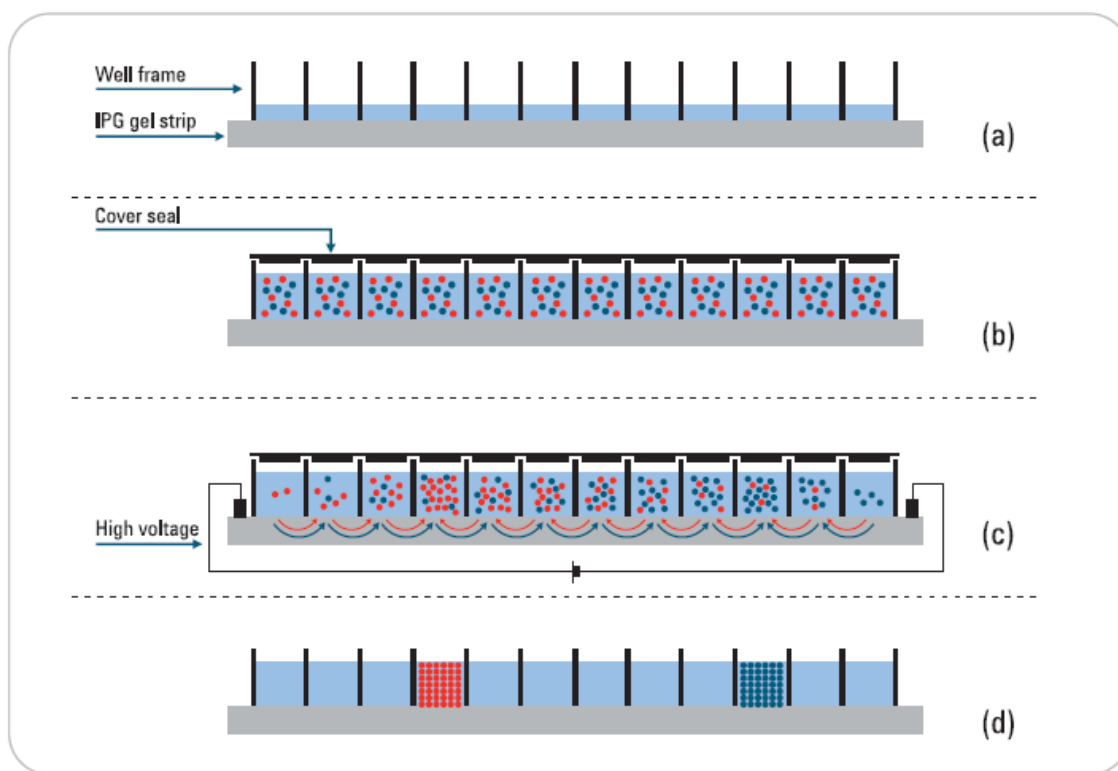 Well frame
IPG gel strip
(a)
Cover seal
(b)
High voltage
(c)
(d)